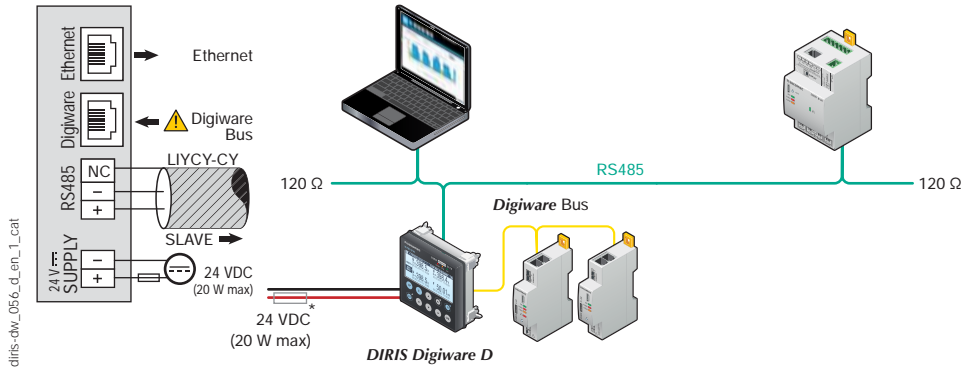 Ethernet
Ethernet
Digiware
Digiware
Bus
RS485
NC
–
+
LIYCY-CY
SLAVE
24 V
SUPPLY
–
+
24 VDC
(20 W max)
diris-dw_056_d_en_1_cat
120 Ω
RS485
120 Ω
Digiware Bus
*
24 VDC
(20 W max)
DIRIS Digiware D